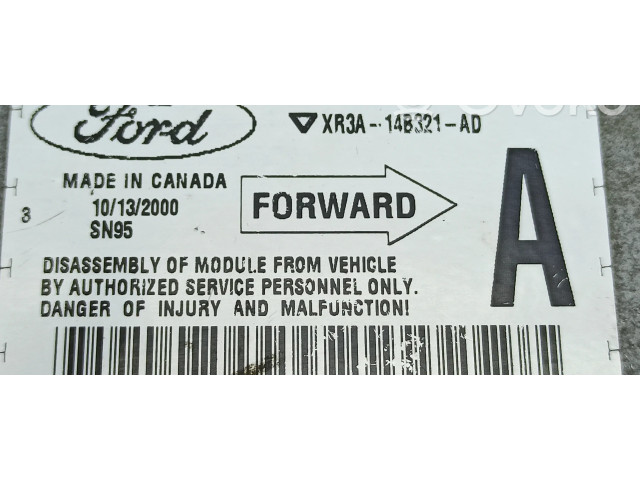 Ford
XR3A-14B321-AD
MADE IN CANADA
10/13/2000
SN95
3
FORWARD
A
DISASSEMBLY OF MODULE FROM VEHICLE
BY AUTHORIZED SERVICE PERSONNEL ONLY.
DANGER OF INJURY AND MALFUNCTION!